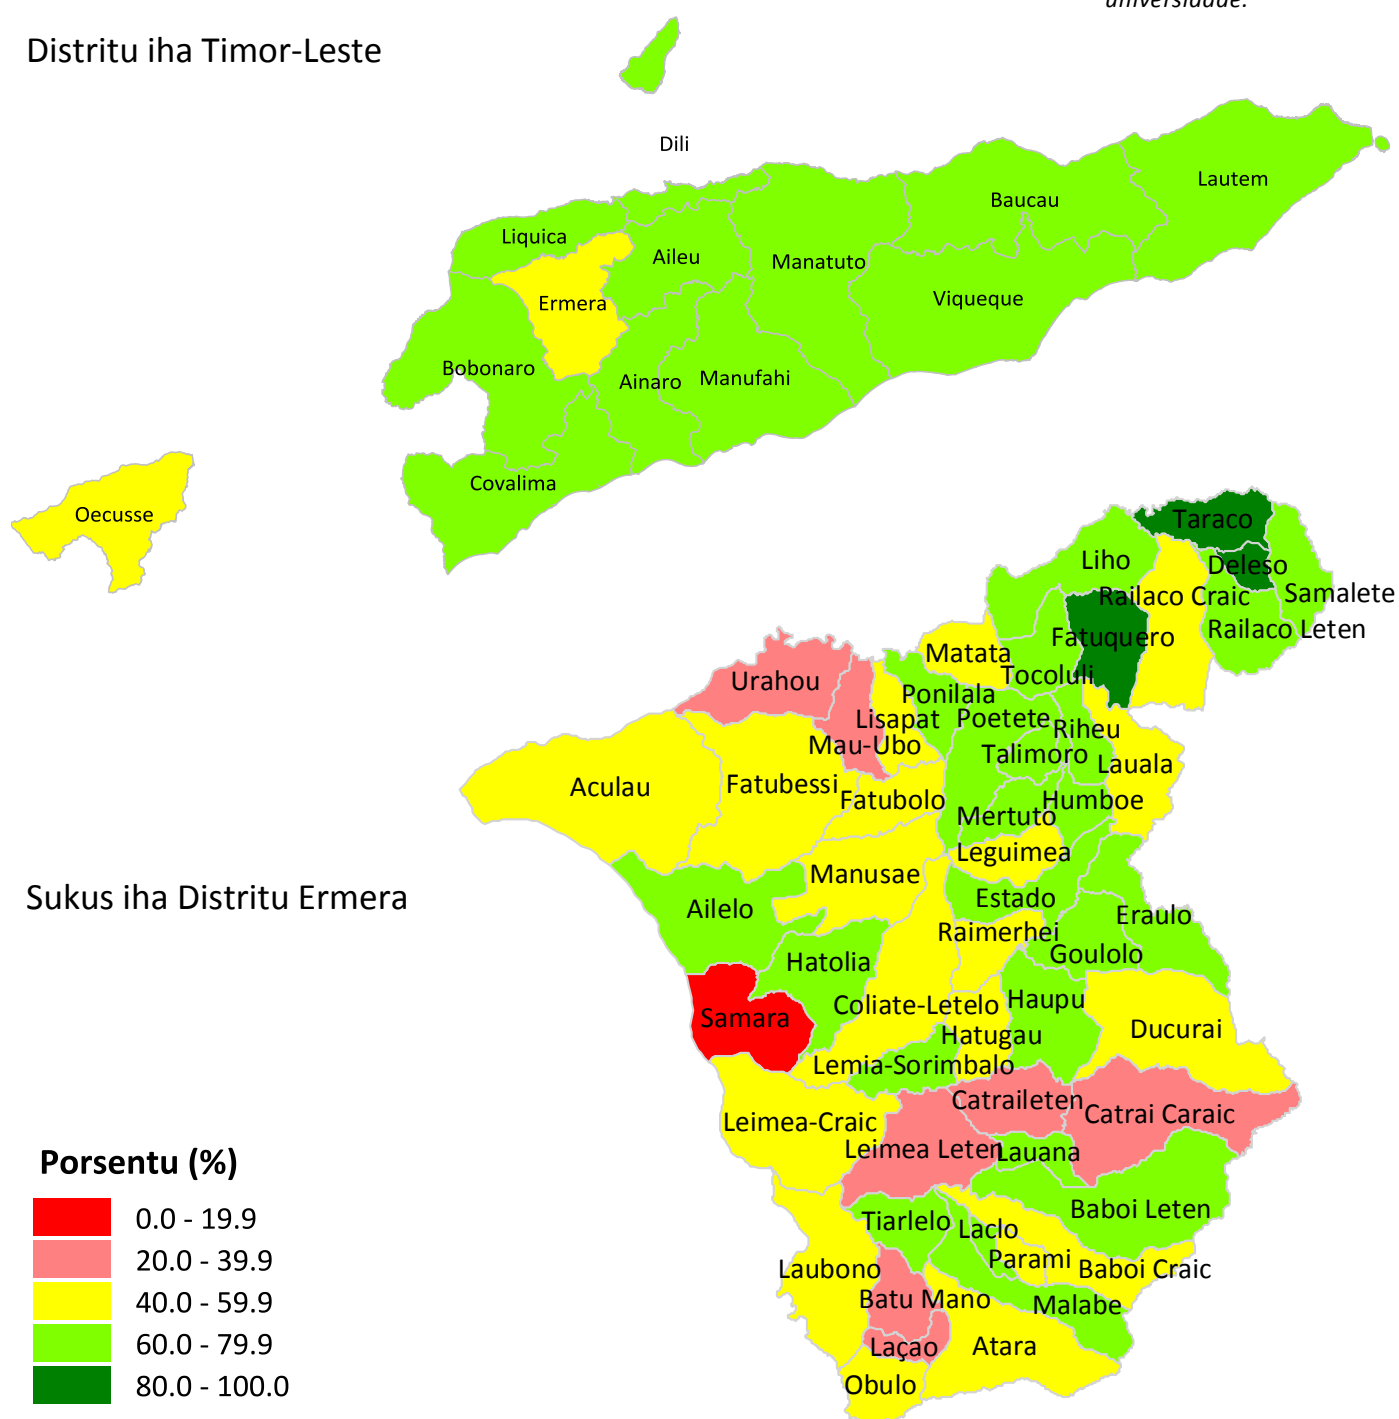 universidade.
Distritu iha Timor-Leste
Dili
Lautem
Baucau
Liquica
Aileu
Manatuto
Viqueque
Ermera
Bobonaro
Ainaro
Manufahi
Covalima
Oecusse
Taraco
Liho
Deleso
Railaco Craic
Samalete
Fatuquero
Railaco Leten
Matata
Tocoluli
Urahou
Ponilala
Lisapat
Poetete
Riheu
Mau-Ubo
Talimoro
Lauala
Aculau
Fatubessi
Fatubolo
Humboe
Mertuto
Leguimea
Manusae
Sukus iha Distritu Ermera
Estado
Ailelo
Eraulo
Raimerhei
Goulolo
Hatolia
Haupu
Coliate-Letelo
Samara
Ducurai
Hatugau
Lemia-Sorimbalo
Catraileten
Catrai Caraic
Leimea-Craic
Leimea Leten
Lauana
Porsentu (%)
Baboi Leten
0.0 - 19.9
Tiarlelo
Laclo
20.0 - 39.9
Parami
Laubono
Baboi Craic
40.0 - 59.9
Batu Mano
Malabe
60.0 - 79.9
Laçao
Atara
80.0 - 100.0
Obulo